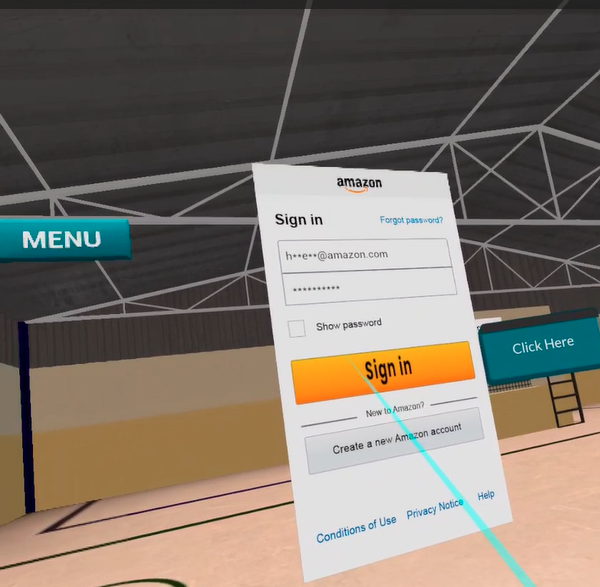 MENU
amazon
Sign in
Forgot password?
h**e**@amazon.com
**********
Show password
Sign in
New to Amazon?
Create a new Amazon account
Conditions of Use
Privacy Notice
Help
Click Here